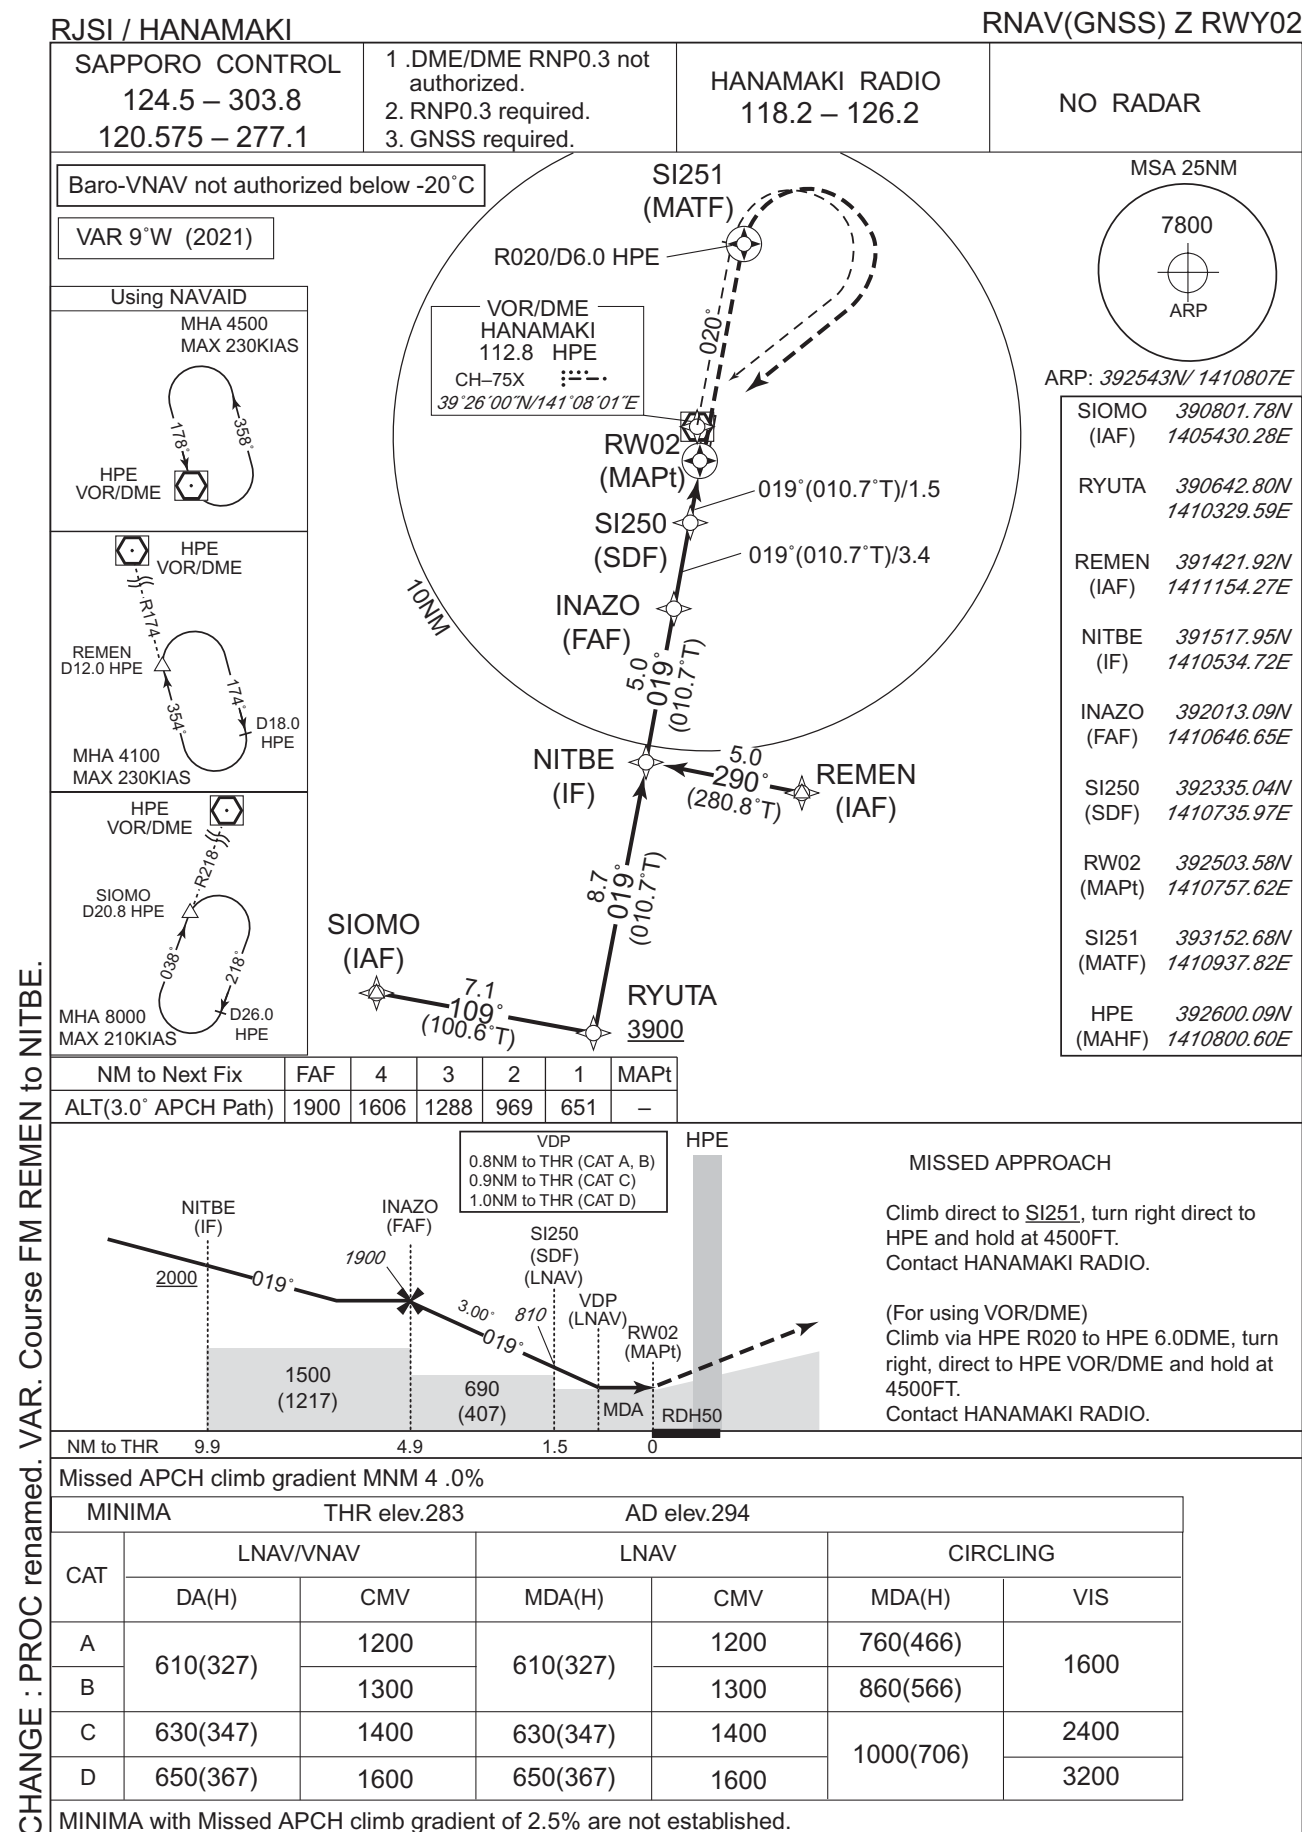 RJSI / HANAMAKI
RNAV(GNSS) Z RWY02
SAPPORO CONTROL
124.5 – 303.8
120.575 – 277.1
1 .DME/DME RNP0.3 not
authorized.
2. RNP0.3 required.
3. GNSS required.
HANAMAKI RADIO
118.2 – 126.2
NO RADAR
Baro-VNAV not authorized below -20˚C
VAR 9˚W (2021)
Using NAVAID
MHA 4500
MAX 230KIAS
178˚
358˚
HPE
VOR/DME
HPE
VOR/DME
R174
REMEN
D12.0 HPE
174˚
354˚
D18.0
HPE
MHA 4100
MAX 230KIAS
HPE
VOR/DME
R218
SIOMO
D20.8 HPE
038˚
218˚
D26.0
HPE
MHA 8000
MAX 210KIAS
SI251
(MATF)
R020/D6.0 HPE
VOR/DME
HANAMAKI
112.8 HPE
CH–75X
39˚26´00˝N/141˚08´01˝E
020˚
RW02
(MAPt)
019˚(010.7˚T)/1.5
SI250
(SDF)
019˚(010.7˚T)/3.4
10NM
INAZO
(FAF)
5.0
019˚
(010.7˚T)
NITBE
(IF)
5.0
290˚
(280.8˚T)
REMEN
(IAF)
8.7
019˚
(010.7˚T)
SIOMO
(IAF)
7.1
109˚
(100.6˚T)
RYUTA
3900
MSA 25NM
7800
ARP
ARP: 392543N/ 1410807E
SIOMO 390801.78N
(IAF) 1405430.28E
RYUTA 390642.80N
1410329.59E
REMEN 391421.92N
(IAF) 1411154.27E
NITBE 391517.95N
(IF) 1410534.72E
INAZO 392013.09N
(FAF) 1410646.65E
SI250 392335.04N
(SDF) 1410735.97E
RW02 392503.58N
(MAPt) 1410757.62E
SI251 393152.68N
(MATF) 1410937.82E
HPE 392600.09N
(MAHF) 1410800.60E
NM to Next Fix FAF 4 3 2 1 MAPt
ALT(3.0˚ APCH Path) 1900 1606 1288 969 651 –
VDP
0.8NM to THR (CAT A, B)
0.9NM to THR (CAT C)
1.0NM to THR (CAT D)
HPE
NITBE
(IF)
INAZO
(FAF)
SI250
(SDF)
(LNAV)
VDP
(LNAV)
RW02
(MAPt)
2000
019˚
1900
3.00˚
019˚
810
1500
(1217)
690
(407)
MDA
RDH50
NM to THR 9.9 4.9 1.5 0
MISSED APPROACH
Climb direct to SI251, turn right direct to
HPE and hold at 4500FT.
Contact HANAMAKI RADIO.
(For using VOR/DME)
Climb via HPE R020 to HPE 6.0DME, turn
right, direct to HPE VOR/DME and hold at
4500FT.
Contact HANAMAKI RADIO.
Missed APCH climb gradient MNM 4 .0%
MINIMA THR elev.283 AD elev.294
CAT LNAV/VNAV LNAV CIRCLING
DA(H) CMV MDA(H) CMV MDA(H) VIS
A 610(327) 1200 610(327) 1200 760(466) 1600
B 1300 1300 860(566)
C 630(347) 1400 630(347) 1400 1000(706) 2400
D 650(367) 1600 650(367) 1600 3200
MINIMA with Missed APCH climb gradient of 2.5% are not established.
CHANGE : PROC renamed. VAR. Course FM REMEN to NITBE.